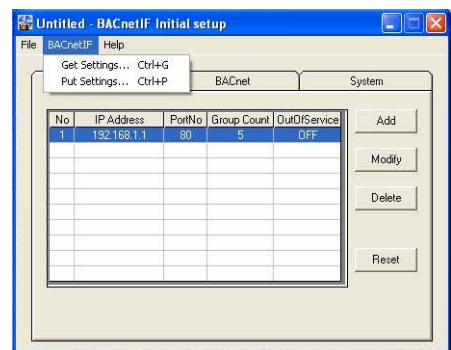 Untitled - BACnetIF Initial setup
File BACnetIF Help
Get Settings... Ctrl+G
Put Settings... Ctrl+P
BACnet System
No IP Address PortNo Group Count OutOfService
1 192.168.1.1 80 5 OFF
Add
Modify
Delete
Reset